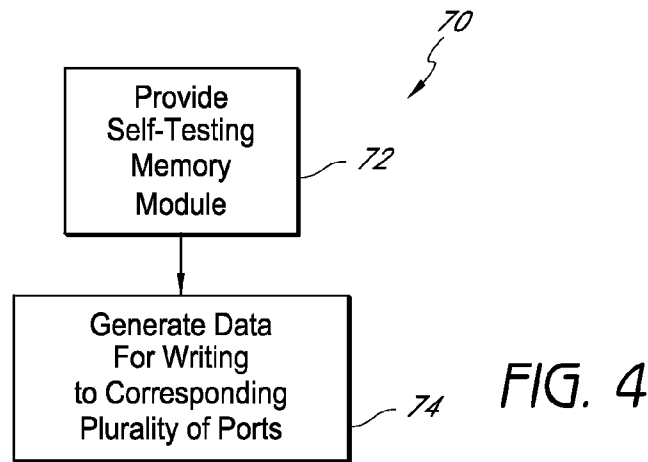 70
Provide
Self-Testing
Memory
Module
72
Generate Data
For Writing
to Corresponding
Plurality of Ports
74
FIG. 4